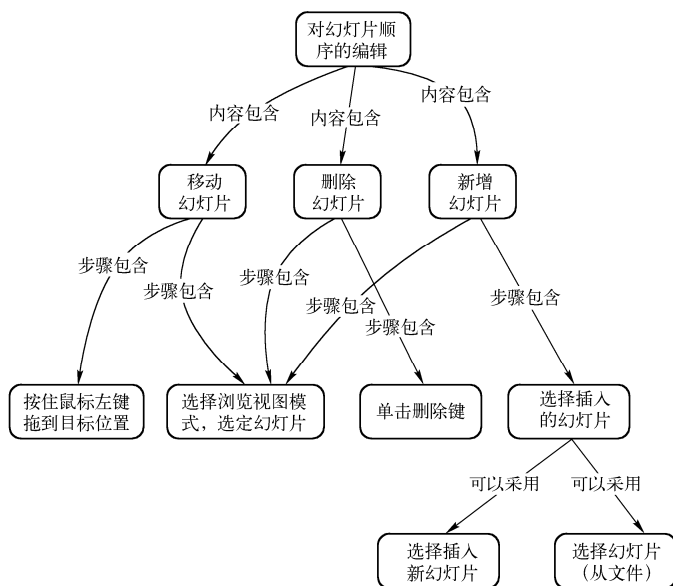 对幻灯片顺
序的编辑
内容包含
内容包含
内容包含
移动
幻灯片
删除
幻灯片
新增
幻灯片
步骤包含
步骤包含
步骤包含
步骤包含
步骤包含
步骤包含
按住鼠标左键
拖到目标位置
选择浏览视图模
式，选定幻灯片
单击删除键
选择插入
的幻灯片
可以采用
可以采用
选择插入
新幻灯片
选择幻灯片
（从文件）